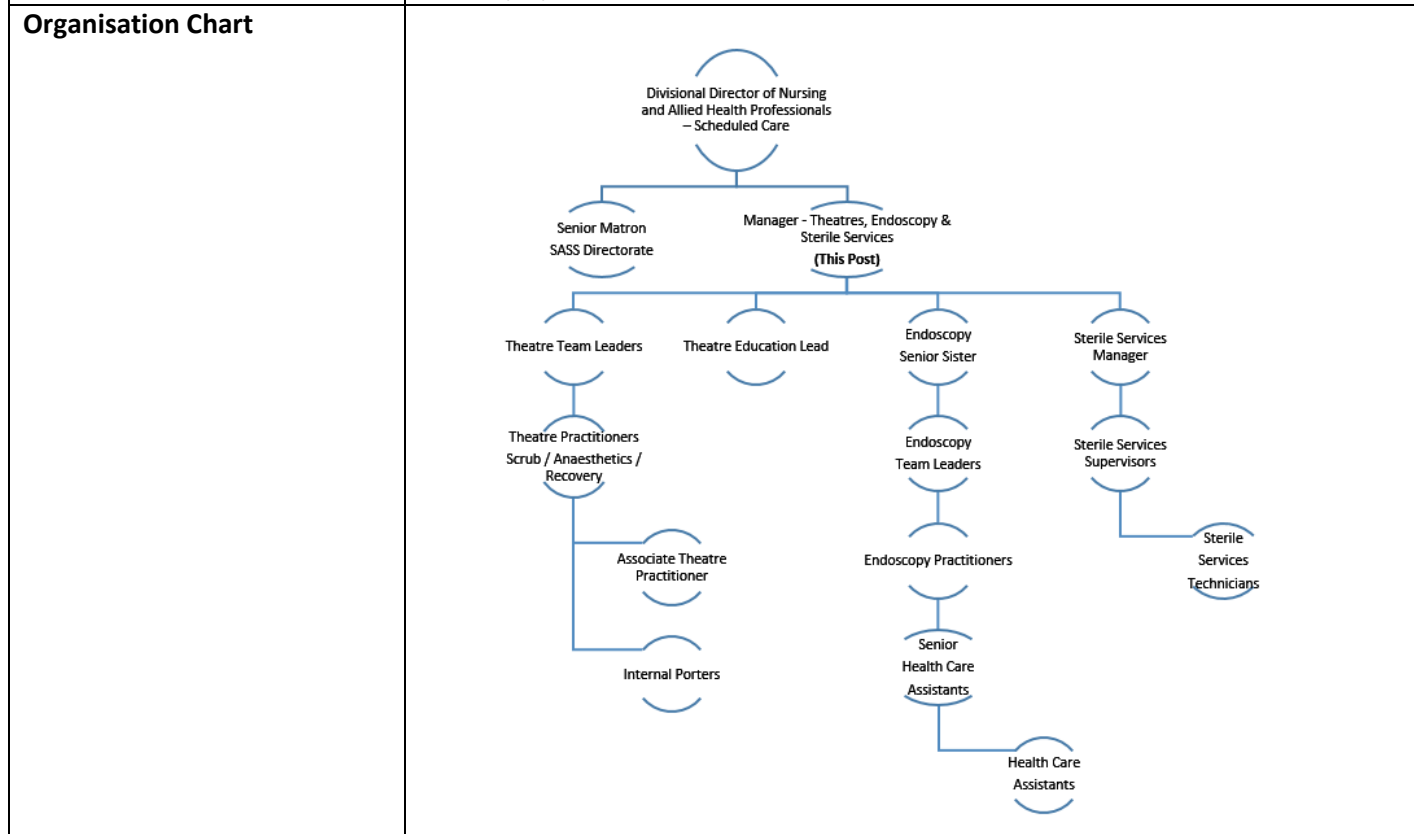 Organisation Chart
Divisional Director of Nursing
and Allied Health Professionals
– Scheduled Care
Senior Matron
SASS Directorate
Manager - Theatres, Endoscopy &
Sterile Services
(This Post)
Theatre Team Leaders
Theatre Education Lead
Endoscopy
Senior Sister
Sterile Services
Manager
Theatre Practitioners
Scrub / Anaesthetics /
Recovery
Endoscopy
Team Leaders
Sterile Services
Supervisors
Associate Theatre
Practitioner
Endoscopy Practitioners
Sterile
Services
Technicians
Internal Porters
Senior
Health Care
Assistants
Health Care
Assistants